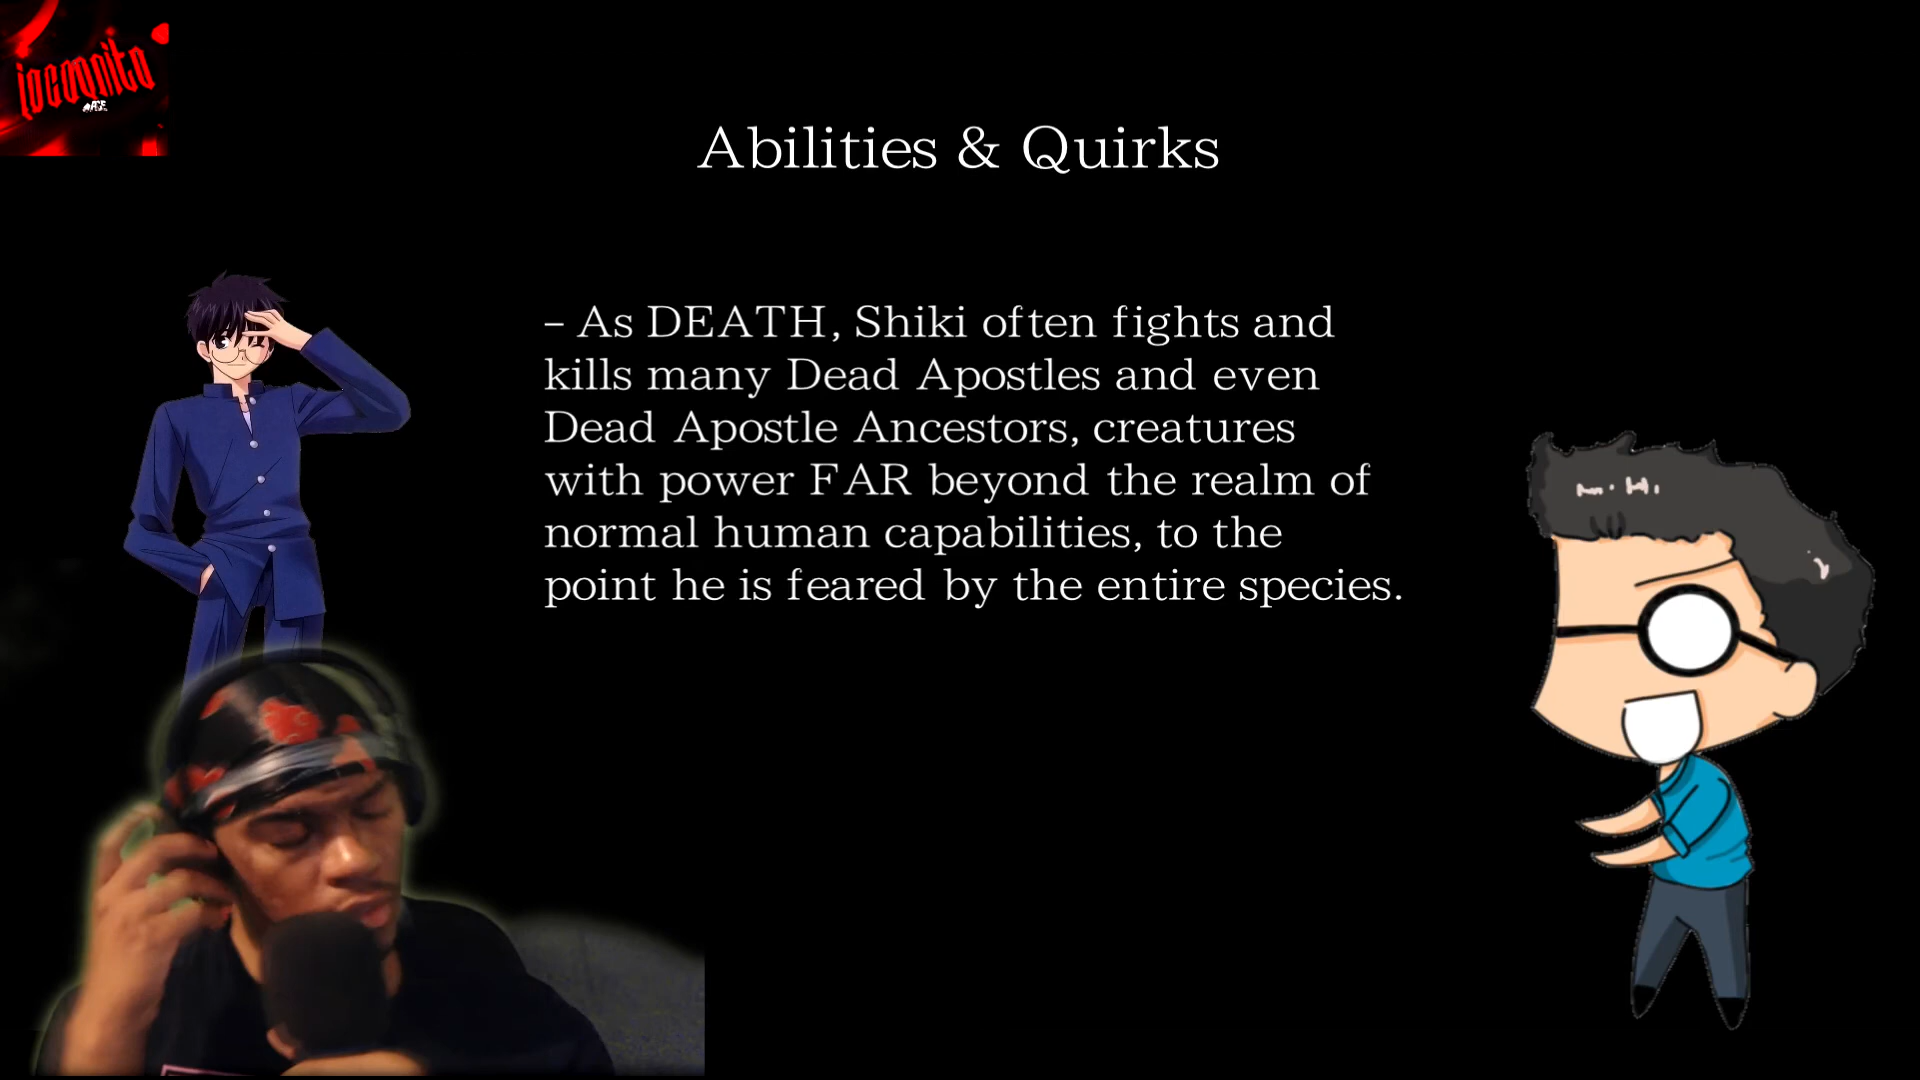 incognito
Abilities & Quirks
– As DEATH, Shiki often fights and
kills many Dead Apostles and even
Dead Apostle Ancestors, creatures
with power FAR beyond the realm of
normal human capabilities, to the
point he is feared by the entire species.